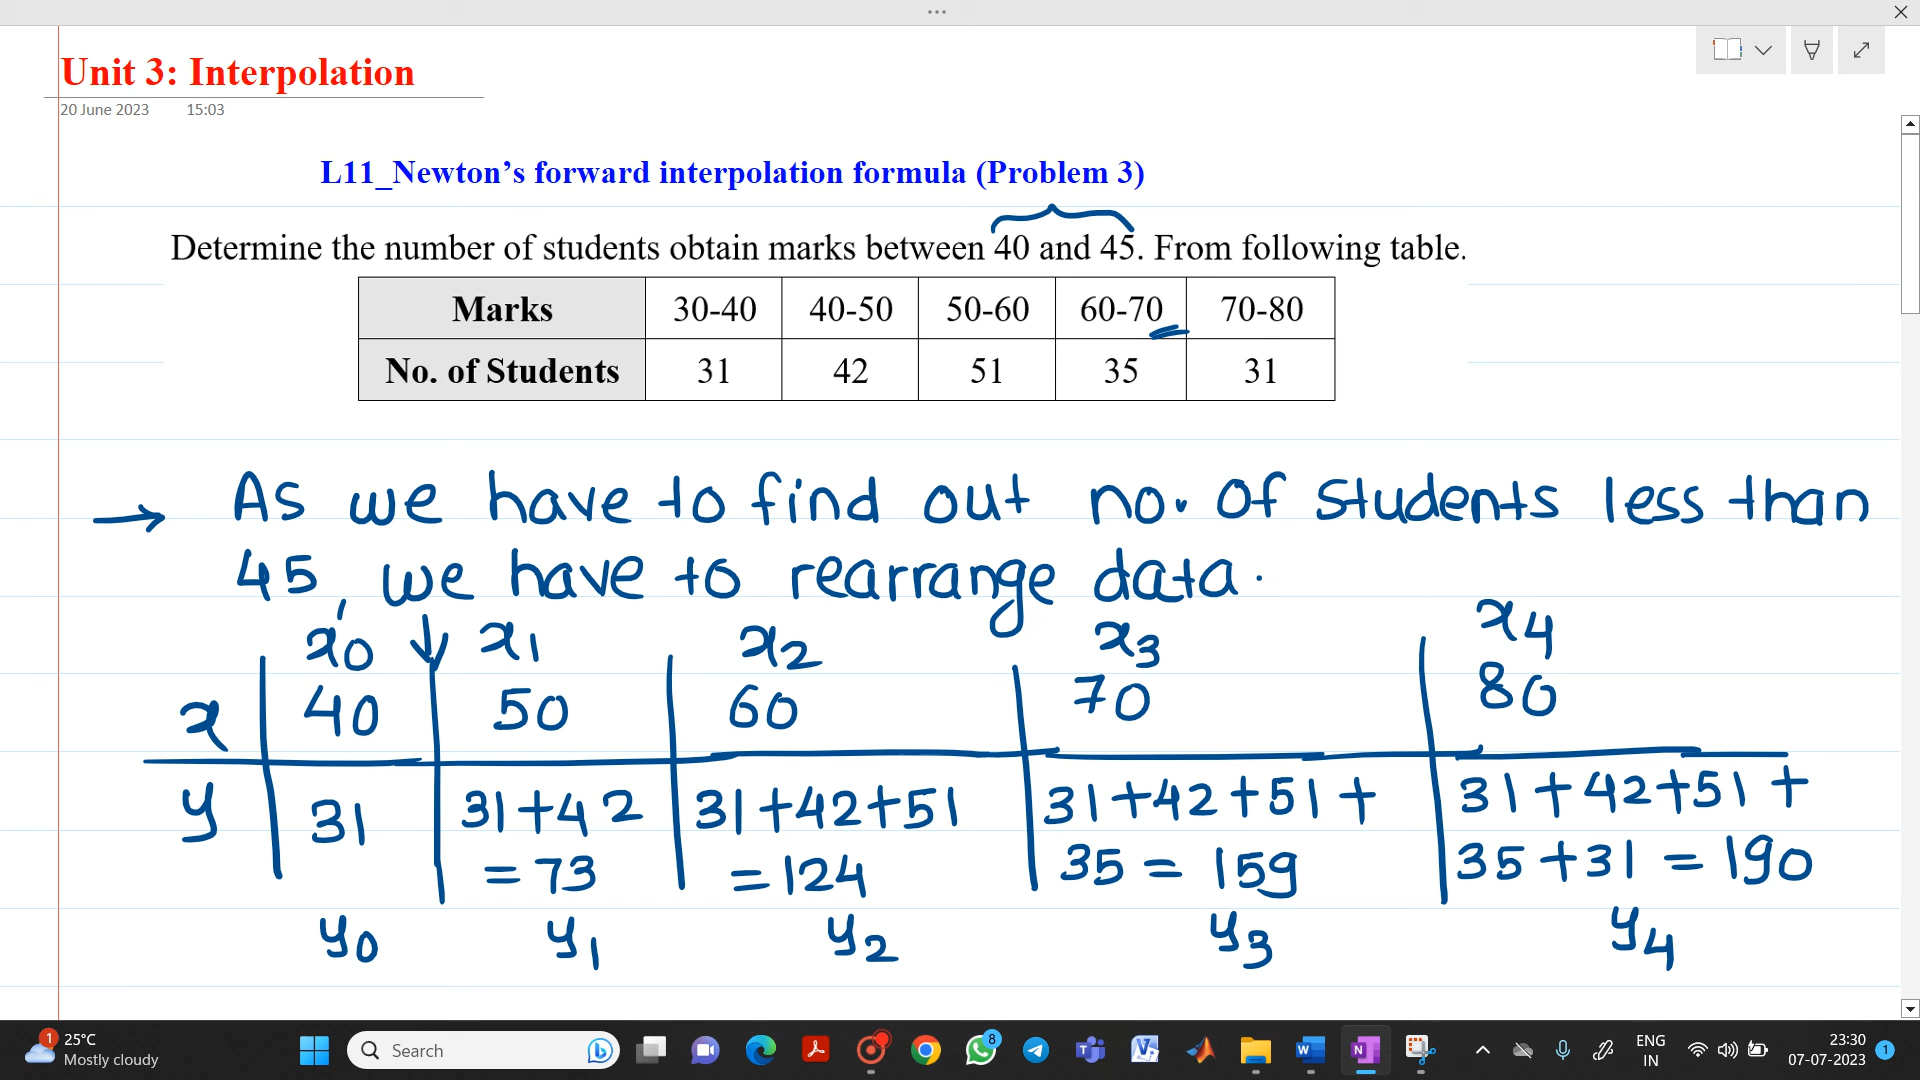 Unit 3: Interpolation
20 June 2023 15:03
L11_Newton’s forward interpolation formula (Problem 3)
Determine the number of students obtain marks between 40 and 45. From following table.
Marks 30-40 40-50 50-60 60-70 70-80
No. of Students 31 42 51 35 31
→ As we have to find out no. of students less than
45, we have to rearrange data.
x0 x1 x2 x3 x4
x 40 50 60 70 80
y 31 31+42 31+42+51 31+42+51+ 31+42+51+
=73 =124 35 = 159 35+31 = 190
y0 y1 y2 y3 y4
1 25°C
Mostly cloudy
Search
8
ENG
IN
23:30
07-07-2023
1